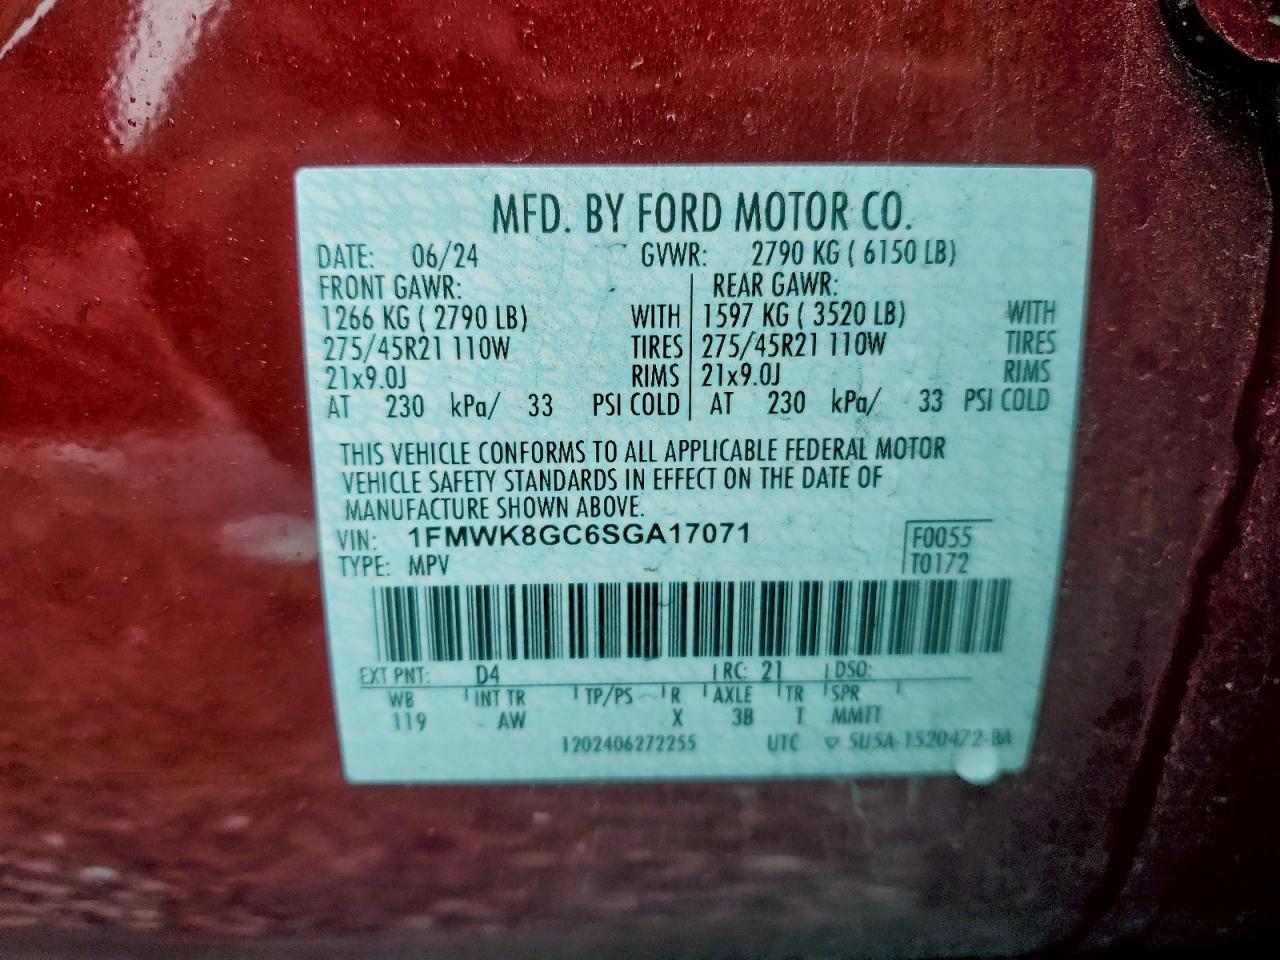 MFD. BY FORD MOTOR CO.
DATE: 06/24 GVWR: 2790 KG ( 6150 LB)
FRONT GAWR: REAR GAWR:
1266 KG ( 2790 LB) WITH 1597 KG ( 3520 LB) WITH
275/45R21 110W TIRES 275/45R21 110W TIRES
21x9.0J RIMS 21x9.0J RIMS
AT 230 kPa/ 33 PSI COLD AT 230 kPa/ 33 PSI COLD
THIS VEHICLE CONFORMS TO ALL APPLICABLE FEDERAL MOTOR
VEHICLE SAFETY STANDARDS IN EFFECT ON THE DATE OF
MANUFACTURE SHOWN ABOVE.
VIN: 1FMWK8GC6SGA17071 F0055
TYPE: MPV T0172
EXT PNT: D4 RC: 21 DSO:
WB INT TR TP/PS R AXLE TR SPR
119 AW X 3B T MMTT
1202406272255 UTC ▽ SU5A-1520472-BA